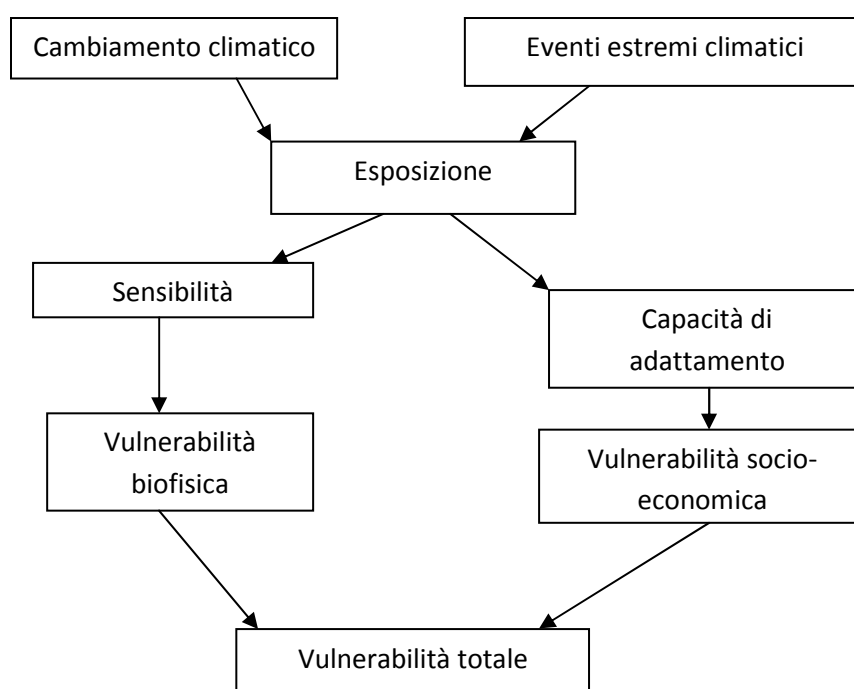 Cambiamento climatico
Eventi estremi climatici
Esposizione
Sensibilità
Capacità di
adattamento
Vulnerabilità
biofisica
Vulnerabilità socio-
economica
Vulnerabilità totale